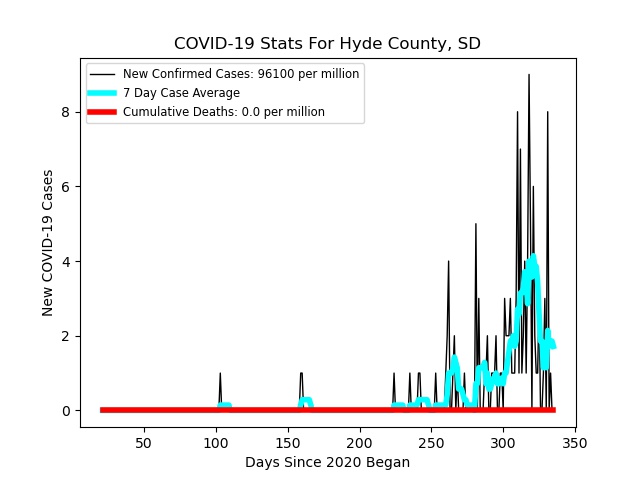 COVID-19 Stats For Hyde County, SD
New Confirmed Cases: 96100 per million
7 Day Case Average
Cumulative Deaths: 0.0 per million
New COVID-19 Cases
8
6
4
2
0
50 100 150 200 250 300 350
Days Since 2020 Began